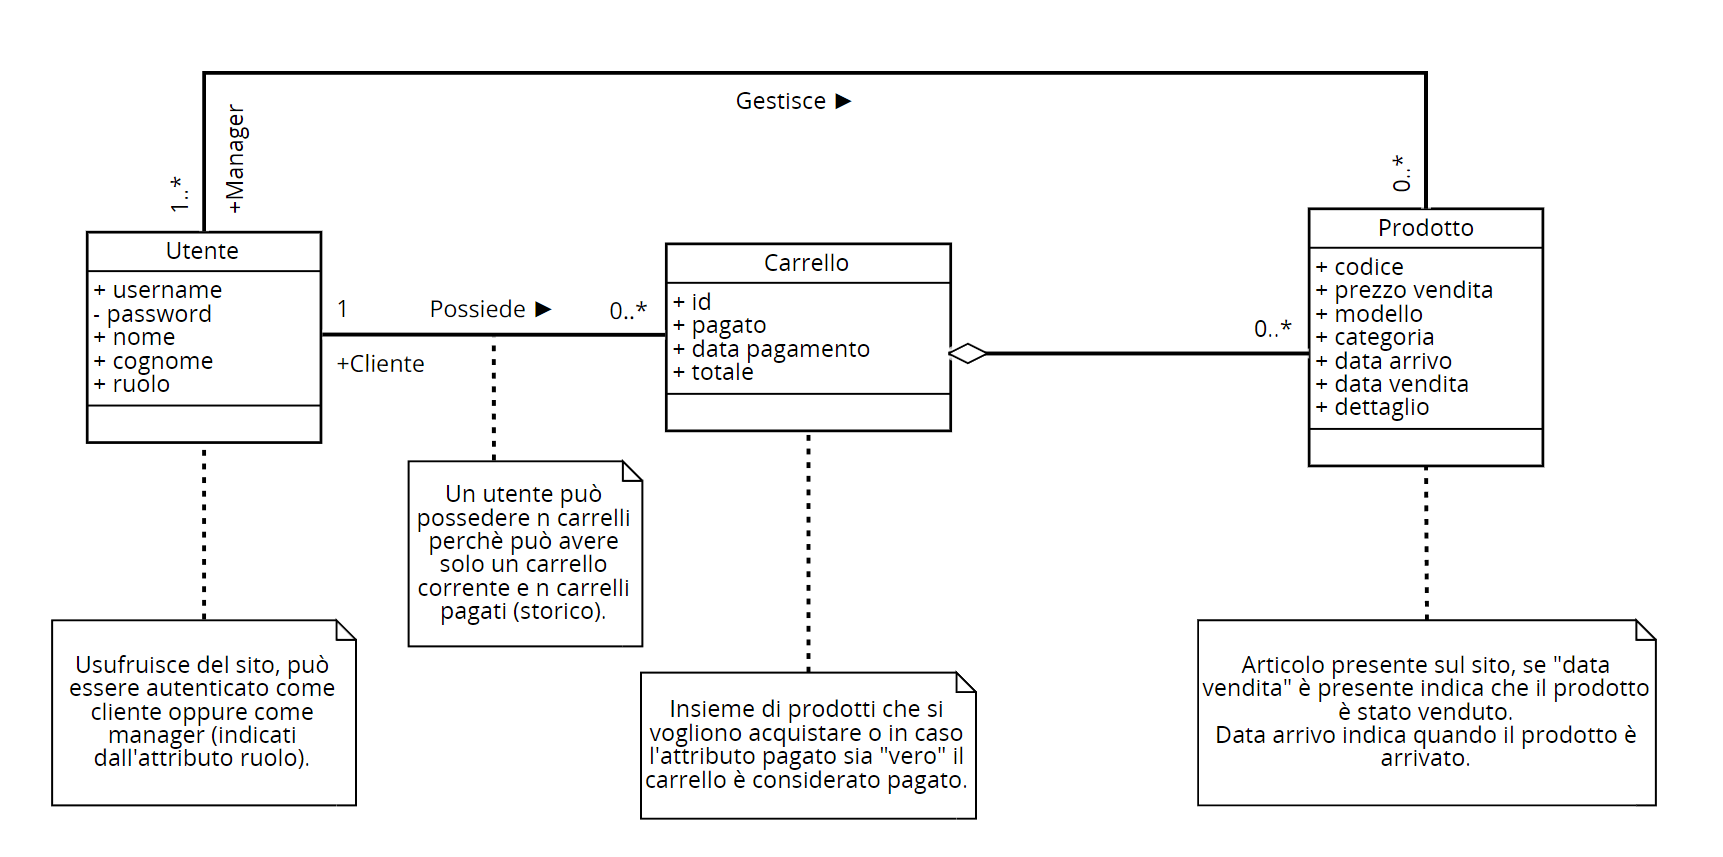 Gestisce ►
+Manager
1..*
0..*
Utente
+ username
- password
+ nome
+ cognome
+ ruolo
1
Possiede ►
0..*
+Cliente
Carrello
+ id
+ pagato
+ data pagamento
+ totale
0..*
Prodotto
+ codice
+ prezzo vendita
+ modello
+ categoria
+ data arrivo
+ data vendita
+ dettaglio
Un utente può
possedere n carrelli
perchè può avere
solo un carrello
corrente e n carrelli
pagati (storico).
Usufruisce del sito, può
essere autenticato come
cliente oppure come
manager (indicati
dall'attributo ruolo).
Insieme di prodotti che si
vogliono acquistare o in caso
l'attributo pagato sia "vero" il
carrello è considerato pagato.
Articolo presente sul sito, se "data
vendita" è presente indica che il prodotto
è stato venduto.
Data arrivo indica quando il prodotto è
arrivato.